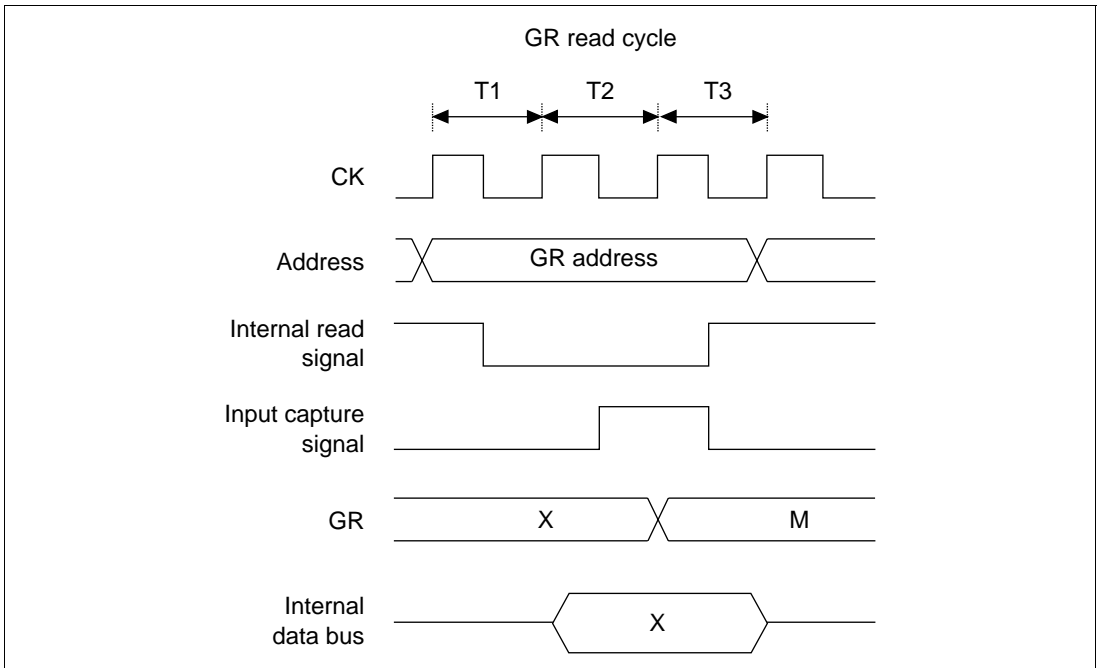 GR read cycle
T1 T2 T3
CK
Address
GR address
Internal read
signal
Input capture
signal
GR
X
M
Internal
data bus
X